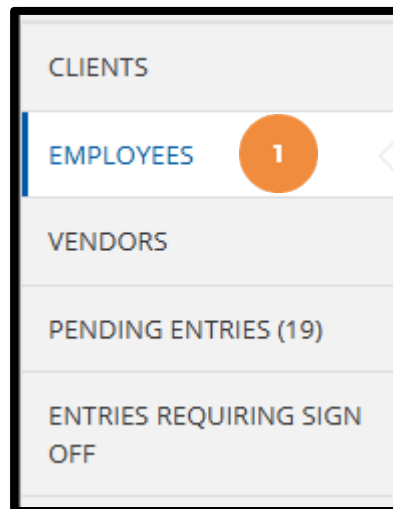 CLIENTS
EMPLOYEES 1
VENDORS
PENDING ENTRIES (19)
ENTRIES REQUIRING SIGN
OFF